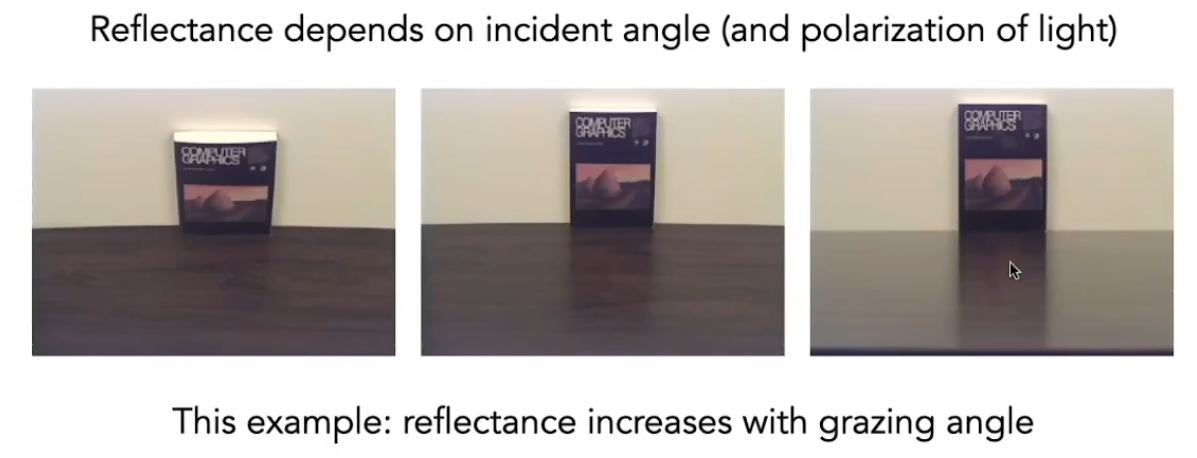 Reflectance depends on incident angle (and polarization of light)
COMPUTER
GRAPHICS
COMPUTER
GRAPHICS
COMPUTER
GRAPHICS
This example: reflectance increases with grazing angle